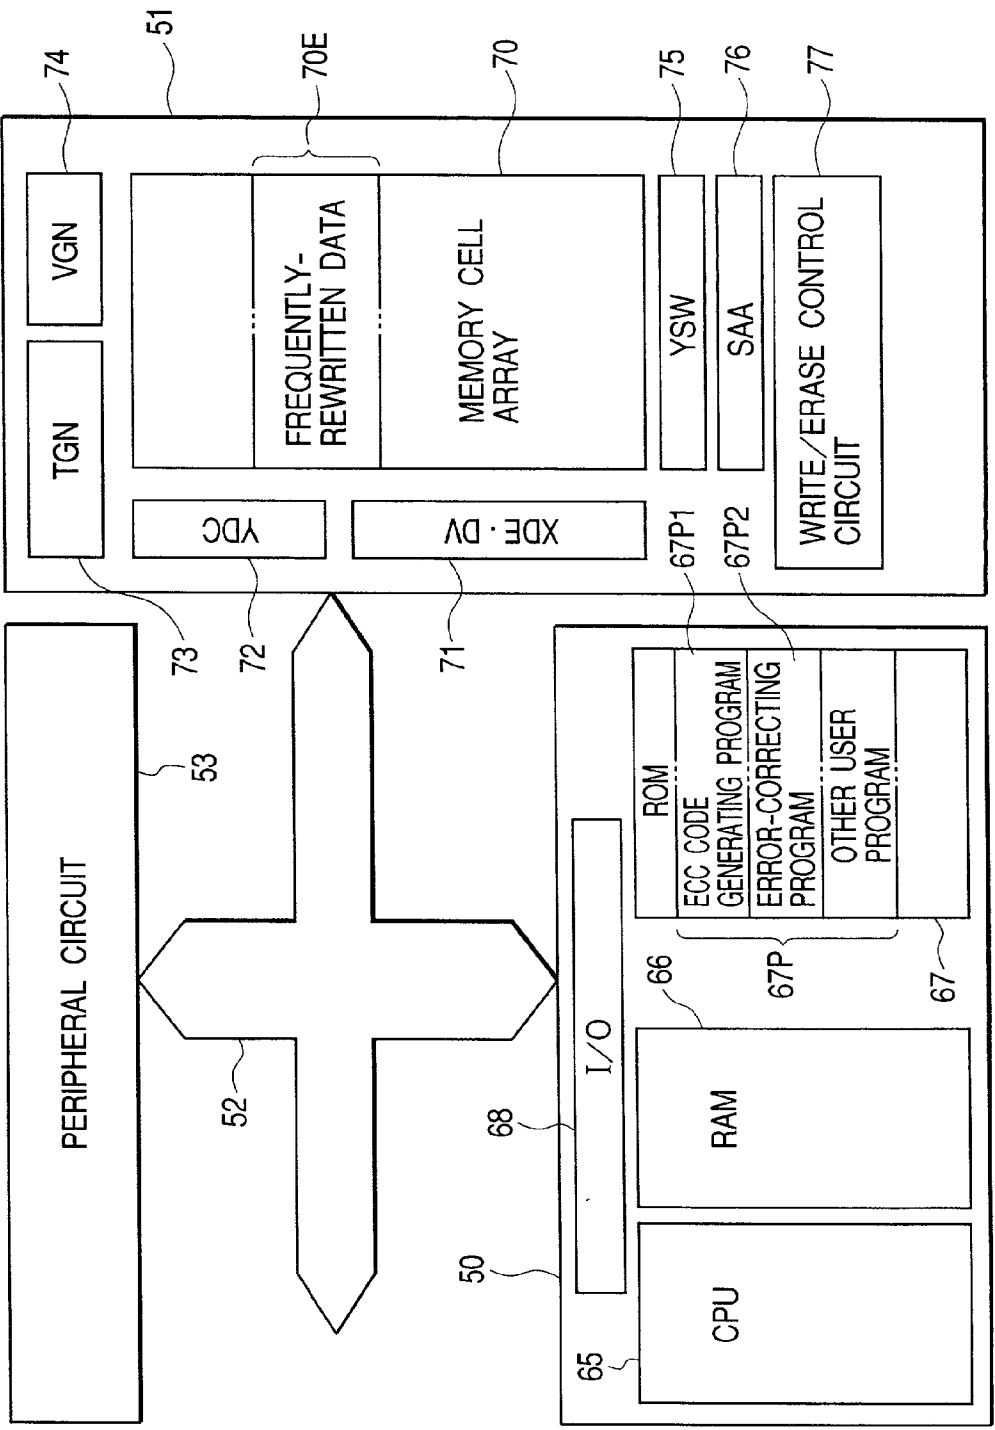 PERIPHERAL CIRCUIT
53
52
51
TGN
73
VGN
74
YDC
72
XDE · DV
71
FREQUENTLY-
REWRITTEN DATA
70E
MEMORY CELL
ARRAY
70
YSW
75
SAA
76
WRITE/ERASE CONTROL
CIRCUIT
77
50
I/O
68
CPU
65
RAM
66
ROM
ECC CODE
GENERATING PROGRAM
67P1
ERROR-CORRECTING
PROGRAM
67P2
OTHER USER
PROGRAM
67P
67